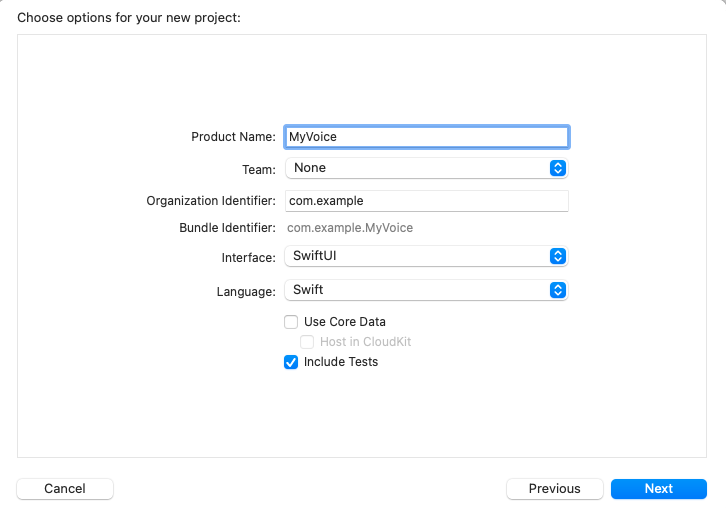 Choose options for your new project:
Product Name: MyVoice
Team: None
Organization Identifier: com.example
Bundle Identifier: com.example.MyVoice
Interface: SwiftUI
Language: Swift
Use Core Data
Host in CloudKit
Include Tests
Cancel Previous Next